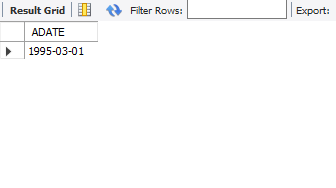 Result Grid Filter Rows: Export:
ADATE
1995-03-01